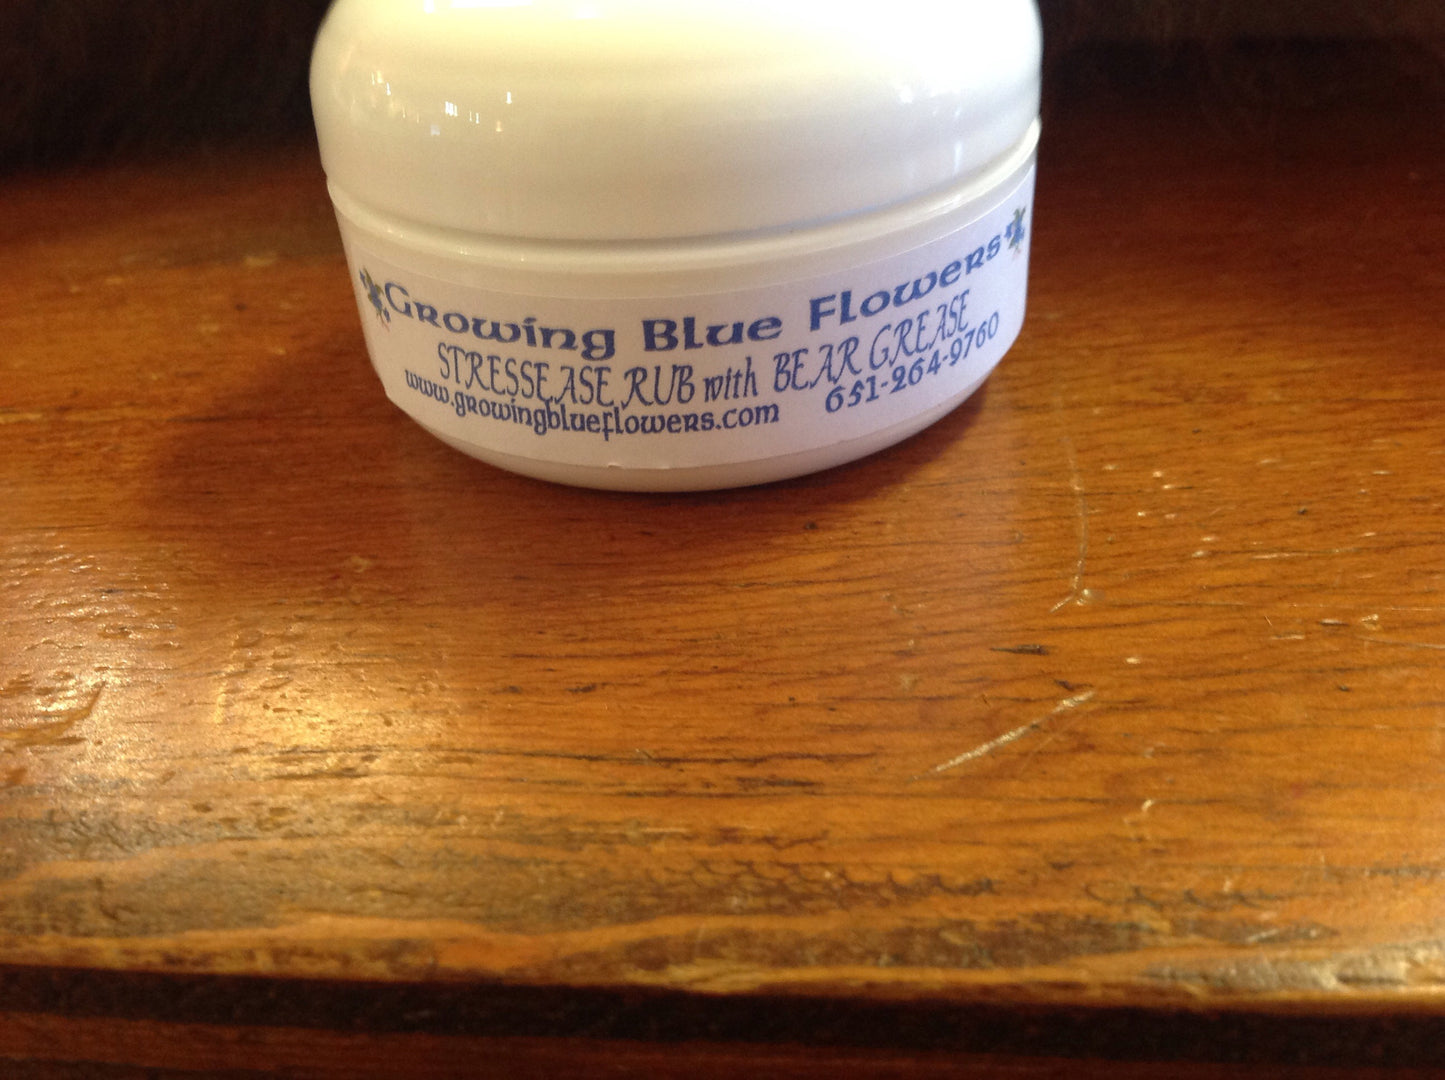 Growing Blue Flowers
STRESSEASE RUB with BEAR GREASE
www.growingblueflowers.com 651-264-9760